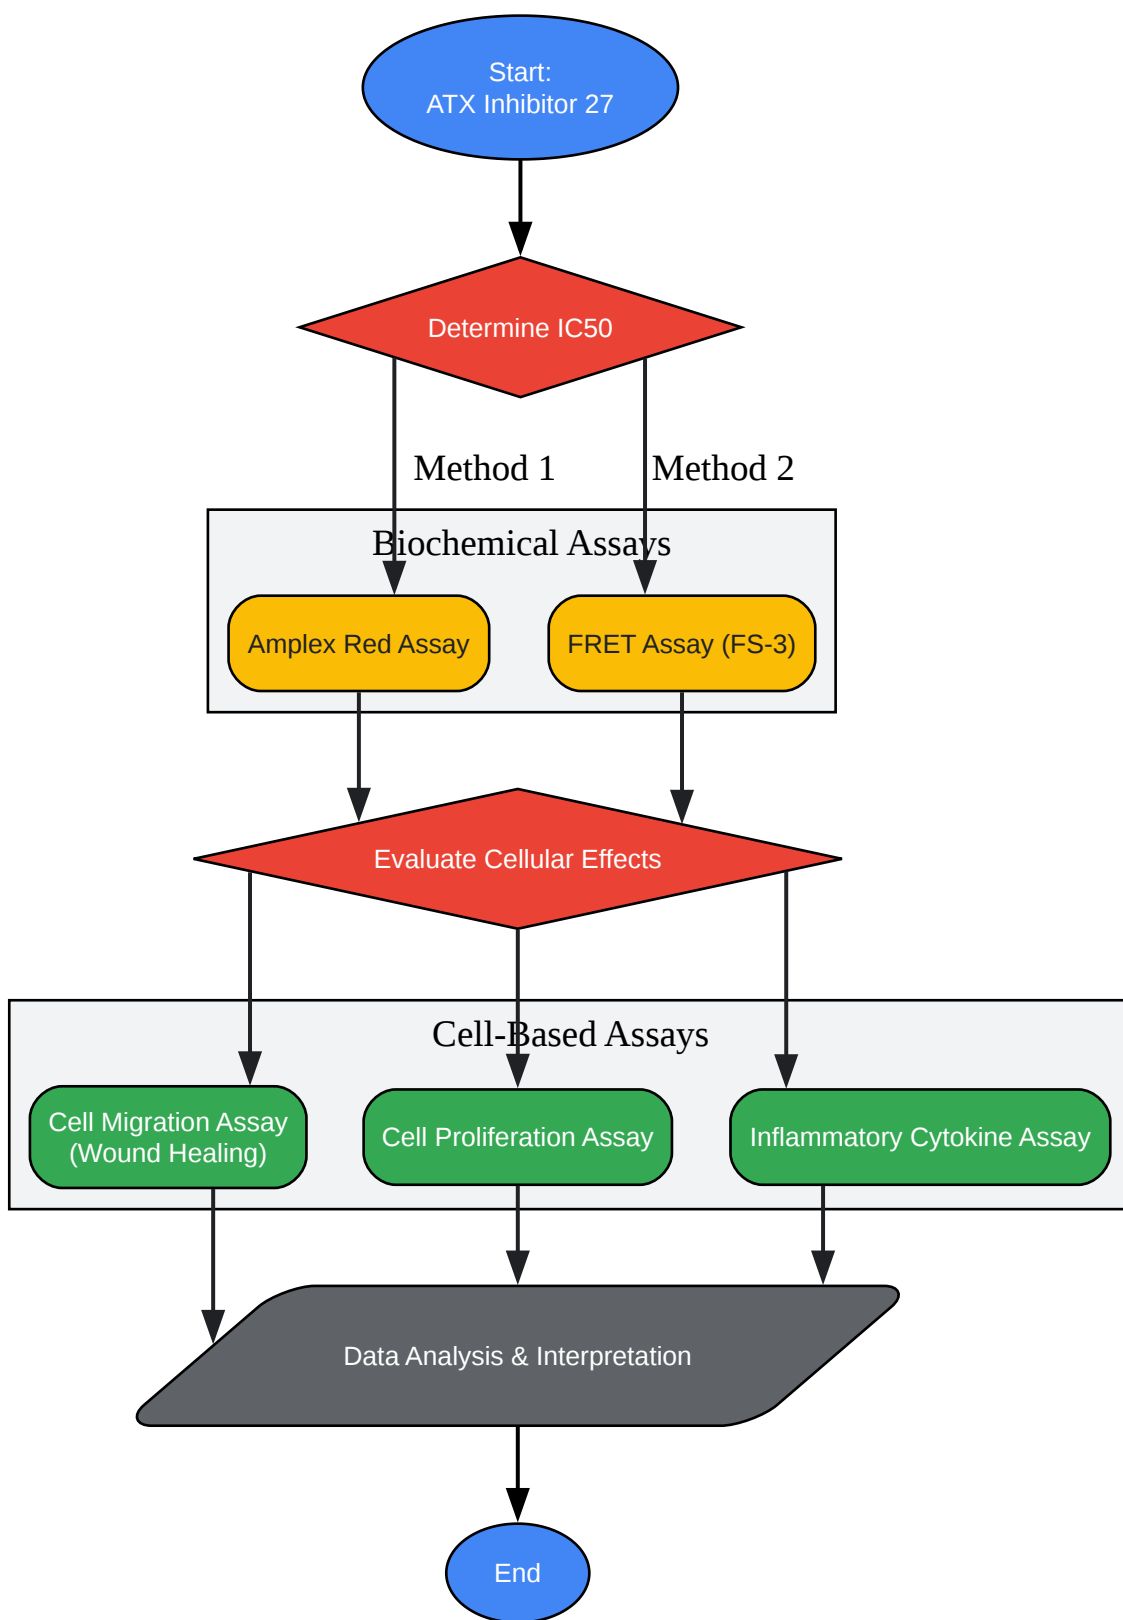 Start:
ATX Inhibitor 27
Determine IC50
Method 1
Method 2
Biochemical Assays
Amplex Red Assay
FRET Assay (FS-3)
Evaluate Cellular Effects
Cell-Based Assays
Cell Migration Assay
(Wound Healing)
Cell Proliferation Assay
Inflammatory Cytokine Assay
Data Analysis & Interpretation
End